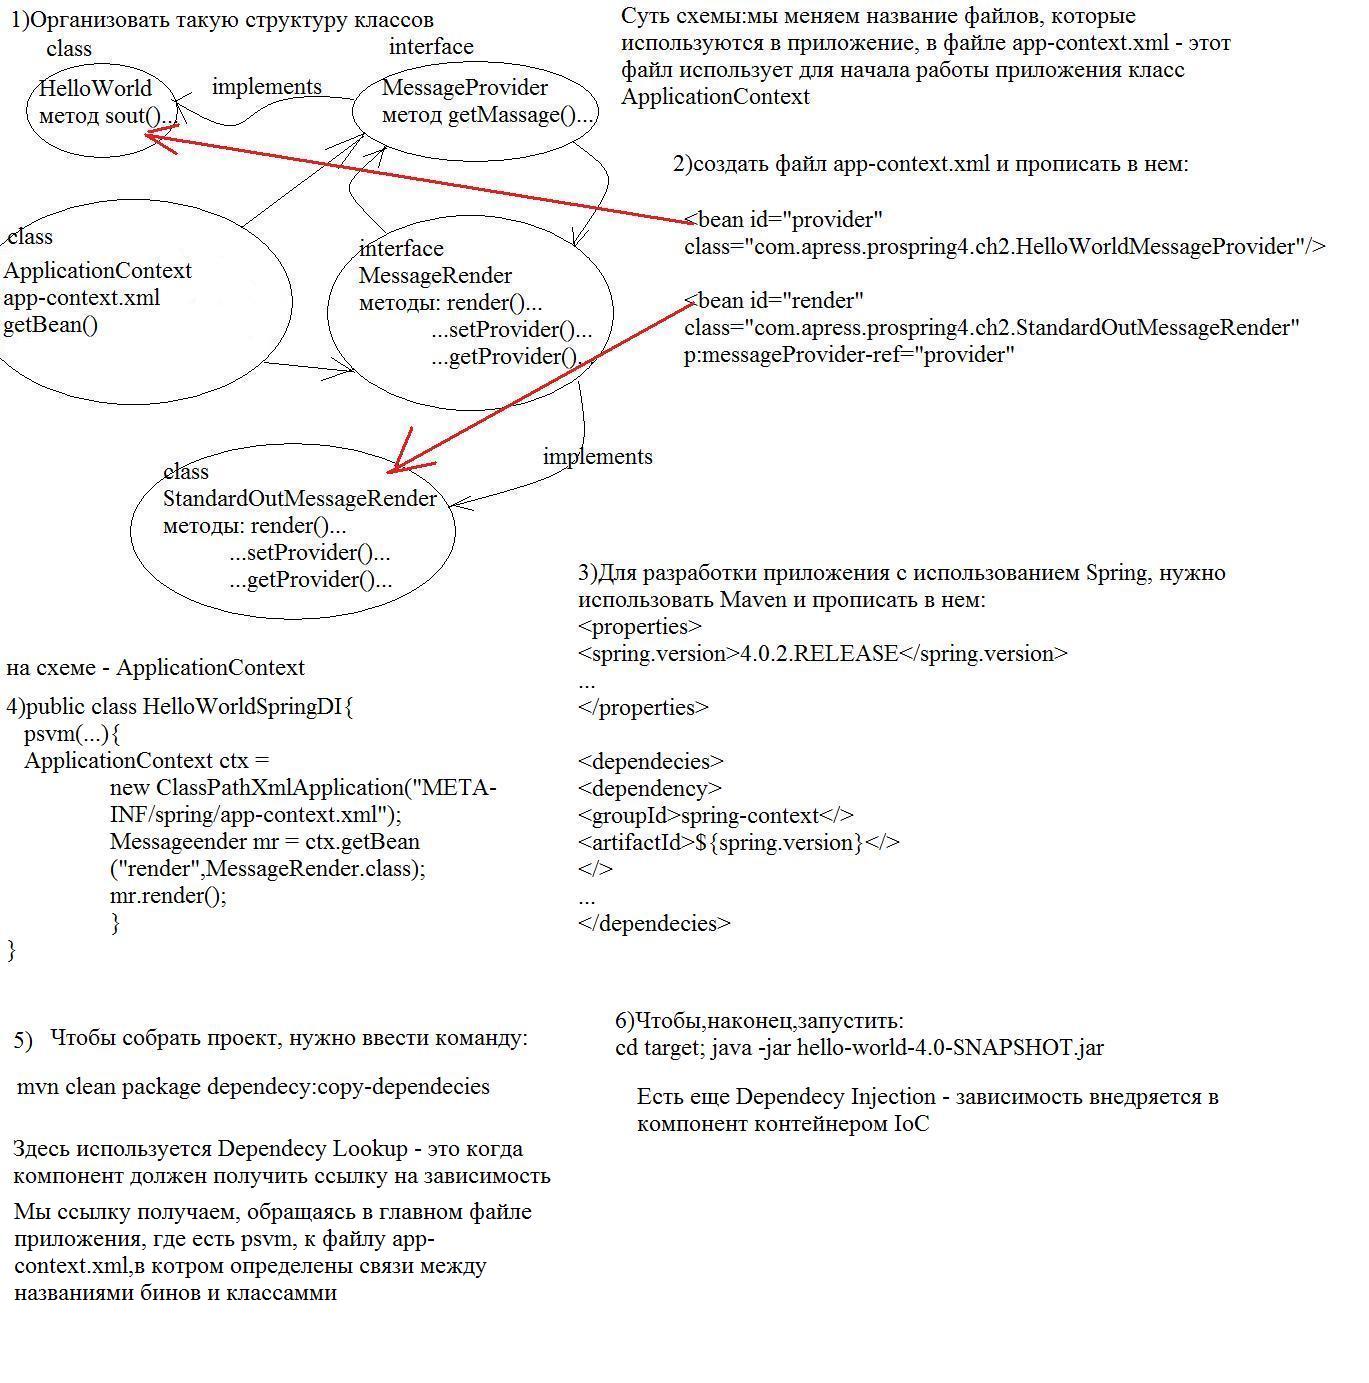 1)Организовать такую структуру классов
class
interface
HelloWorld
метод sout()...
implements
MessageProvider
метод getMassage()...
class
ApplicationContext
app-context.xml
getBean()
interface
MessageRender
методы: render()...
...setProvider()...
...getProvider()...
implements
class
StandardOutMessageRender
методы: render()...
...setProvider()...
...getProvider()...
Суть схемы:мы меняем название файлов, которые
используются в приложение, в файле app-context.xml - этот
файл использует для начала работы приложения класс
ApplicationContext
2)создать файл app-context.xml и прописать в нем:
<bean id="provider"
class="com.apress.prospring4.ch2.HelloWorldMessageProvider"/>
<bean id="render"
class="com.apress.prospring4.ch2.StandardOutMessageRender"
p:messageProvider-ref="provider"
3)Для разработки приложения с использованием Spring, нужно
использовать Maven и прописать в нем:
<properties>
<spring.version>4.0.2.RELEASE</spring.version>
...
</properties>
<dependecies>
<dependency>
<groupId>spring-context</>
<artifactId>${spring.version}</>
</>
...
</dependecies>
на схеме - ApplicationContext
4)public class HelloWorldSpringDI{
psvm(...){
ApplicationContext ctx =
new ClassPathXmlApplication("META-
INF/spring/app-context.xml");
Messageender mr = ctx.getBean
("render",MessageRender.class);
mr.render();
}
}
5) Чтобы собрать проект, нужно ввести команду:
mvn clean package dependecy:copy-dependecies
Здесь используется Dependecy Lookup - это когда
компонент должен получить ссылку на зависимость
Мы ссылку получаем, обращаясь в главном файле
приложения, где есть psvm, к файлу app-
context.xml,в котром определены связи между
названиями бинов и классамми
6)Чтобы,наконец,запустить:
cd target; java -jar hello-world-4.0-SNAPSHOT.jar
Есть еще Dependecy Injection - зависимость внедряется в
компонент контейнером IoC